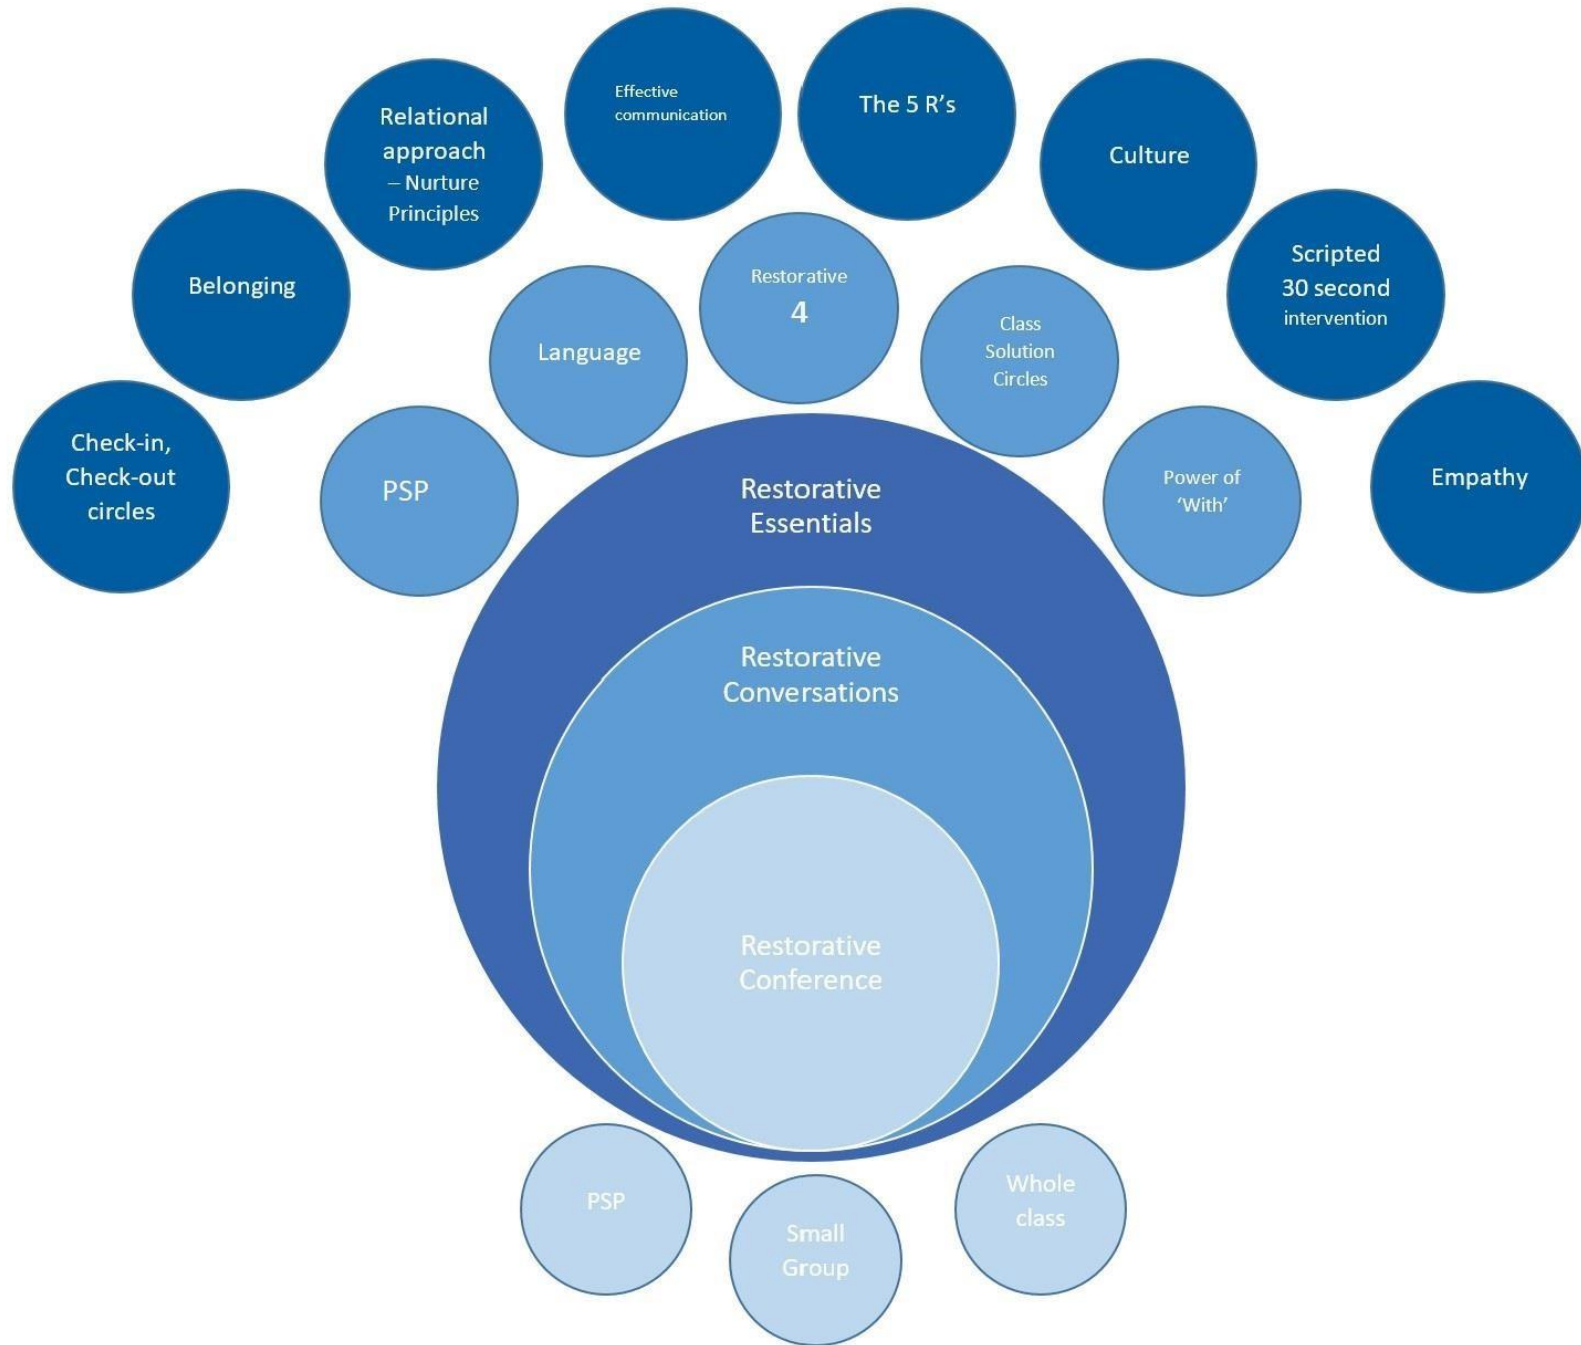 Effective
communication
The 5 R’s
Relational
approach
– Nurture
Principles
Culture
Belonging
Scripted
30 second
intervention
Restorative
4
Language
Class
Solution
Circles
Check-in,
Check-out
circles
PSP
Power of
‘With’
Empathy
Restorative
Essentials
Restorative
Conversations
Restorative
Conference
PSP
Small
Group
Whole
class